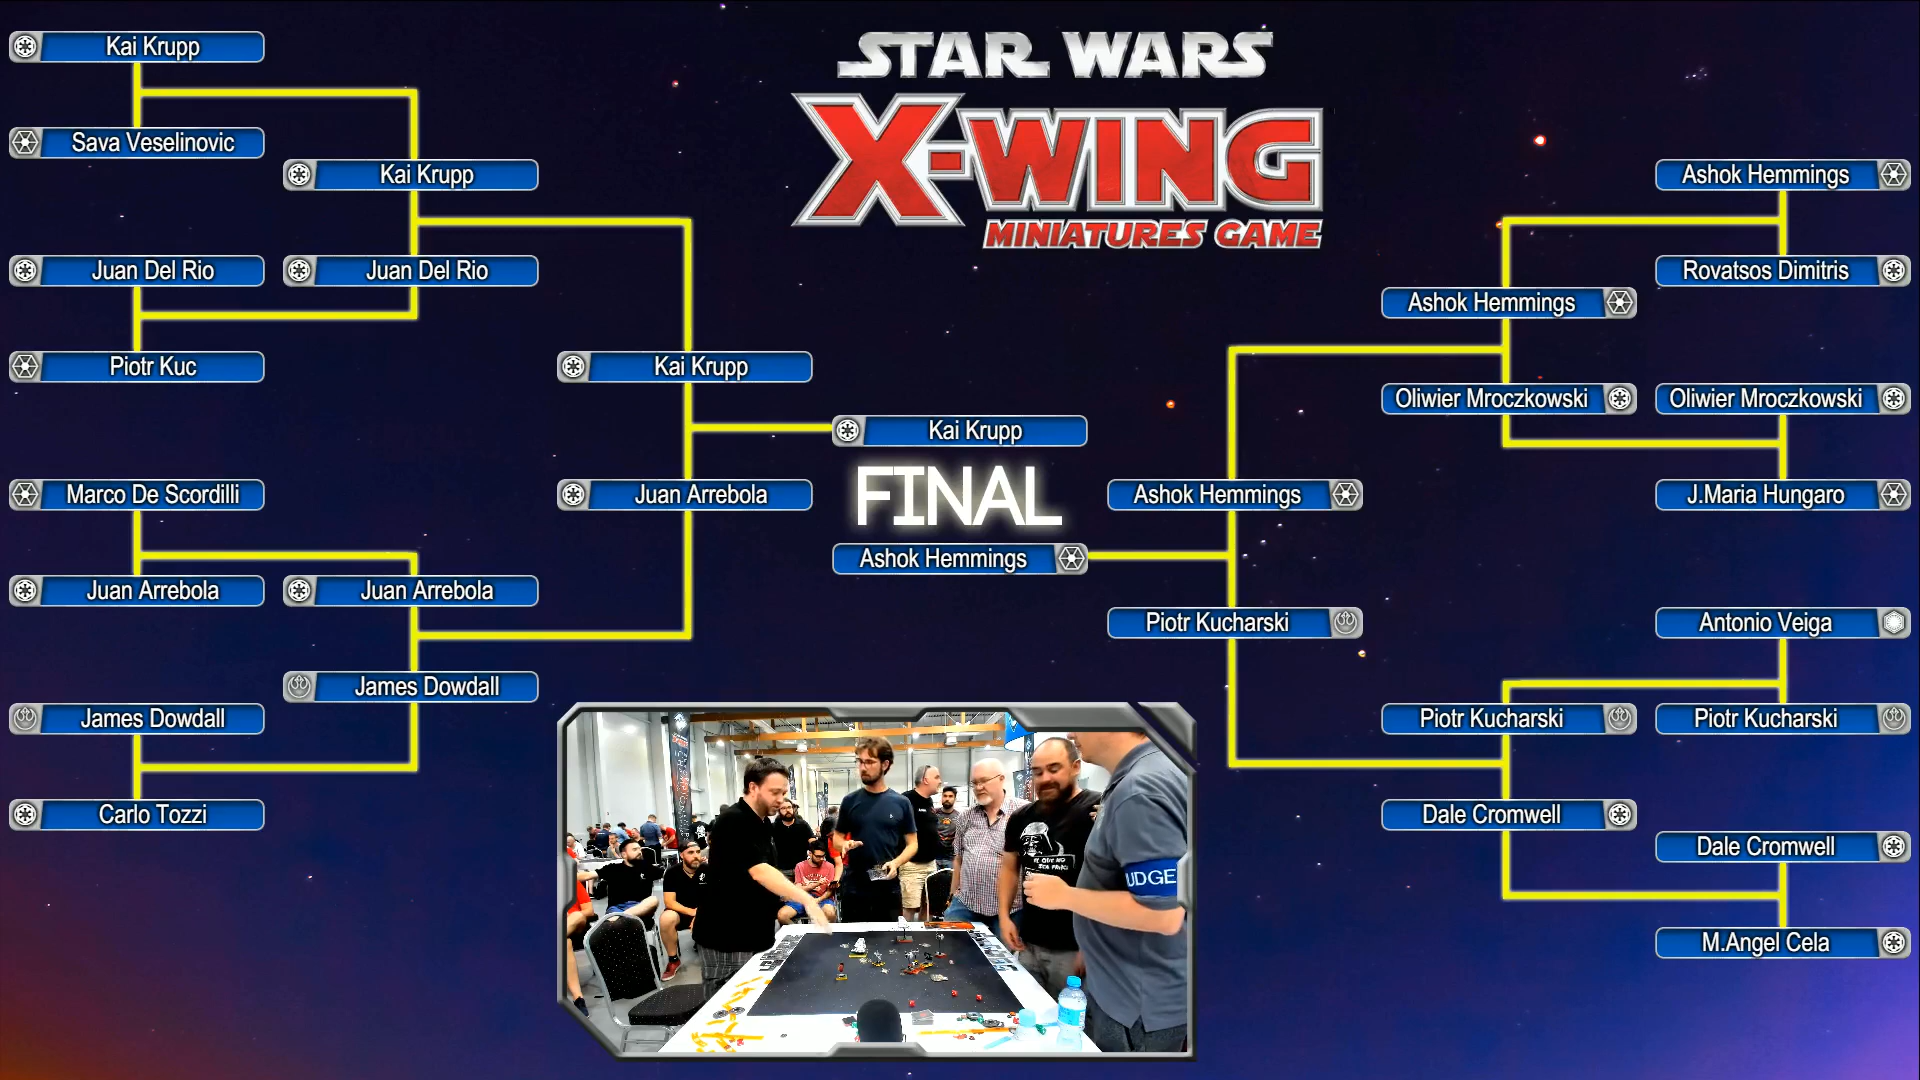 STAR WARS
X-WING
MINIATURES GAME
Kai Krupp
Sava Veselinovic
Juan Del Rio
Piotr Kuc
Marco De Scordilli
Juan Arrebola
James Dowdall
Carlo Tozzi
Kai Krupp
Juan Del Rio
Juan Arrebola
James Dowdall
Kai Krupp
Juan Arrebola
Kai Krupp
FINAL
Ashok Hemmings
Ashok Hemmings
Piotr Kucharski
Ashok Hemmings
Oliwier Mroczkowski
Piotr Kucharski
Dale Cromwell
Ashok Hemmings
Rovatsos Dimitris
Oliwier Mroczkowski
J.Maria Hungaro
Antonio Veiga
Piotr Kucharski
Dale Cromwell
M.Angel Cela
UDGE